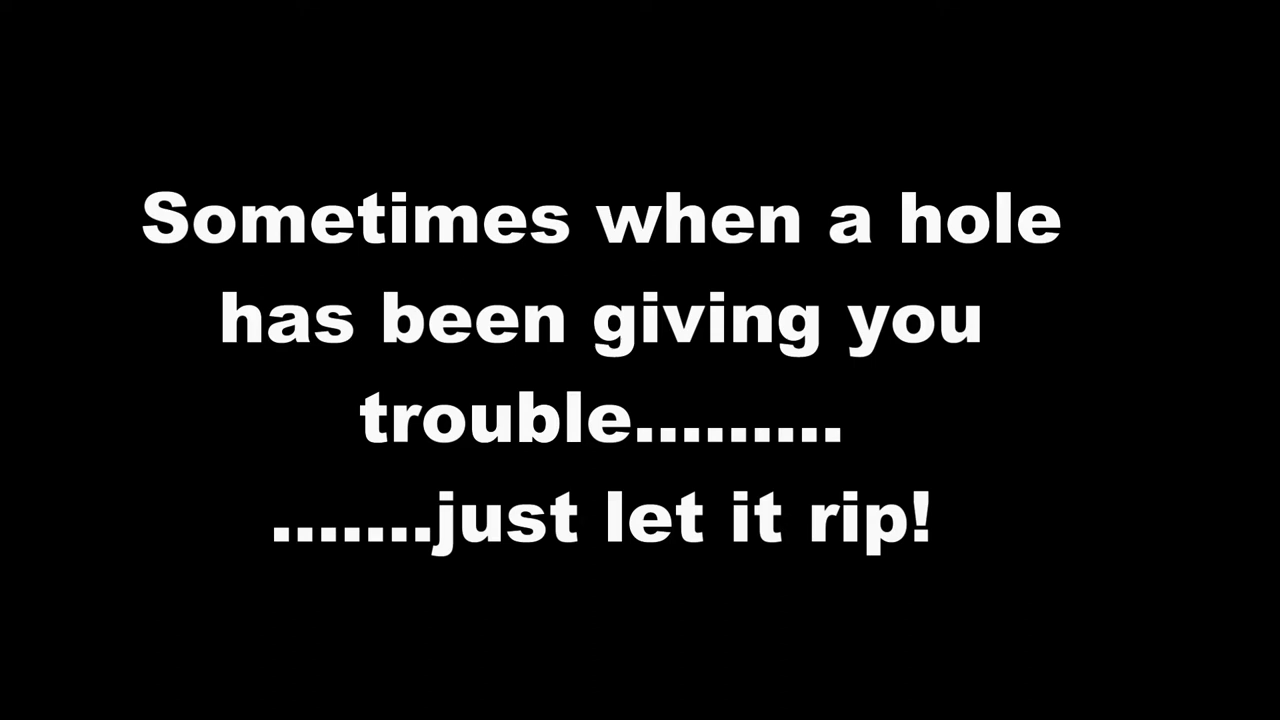 Sometimes when a hole
has been giving you
trouble.........
.......just let it rip!